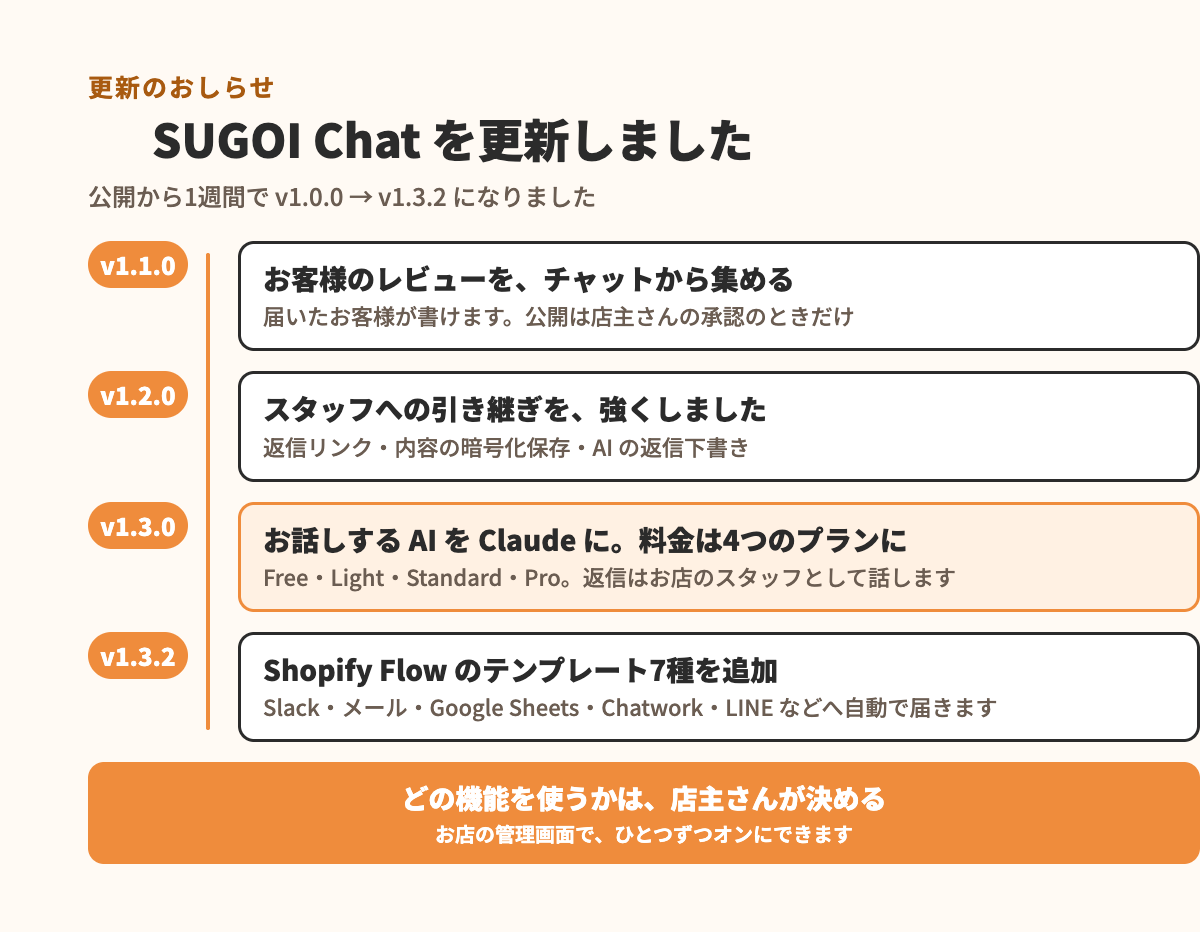 更新のおしらせ
SUGOI Chat を更新しました
公開から1週間で v1.0.0 → v1.3.2 になりました
v1.1.0
お客様のレビューを、チャットから集める
届いたお客様が書けます。公開は店主さんの承認のときだけ
v1.2.0
スタッフへの引き継ぎを、強くしました
返信リンク・内容の暗号化保存・AI の返信下書き
v1.3.0
お話しする AI を Claude に。料金は4つのプランに
Free・Light・Standard・Pro。返信はお店のスタッフとして話します
v1.3.2
Shopify Flow のテンプレート7種を追加
Slack・メール・Google Sheets・Chatwork・LINE などへ自動で届きます
どの機能を使うかは、店主さんが決める
お店の管理画面で、ひとつずつオンにできます